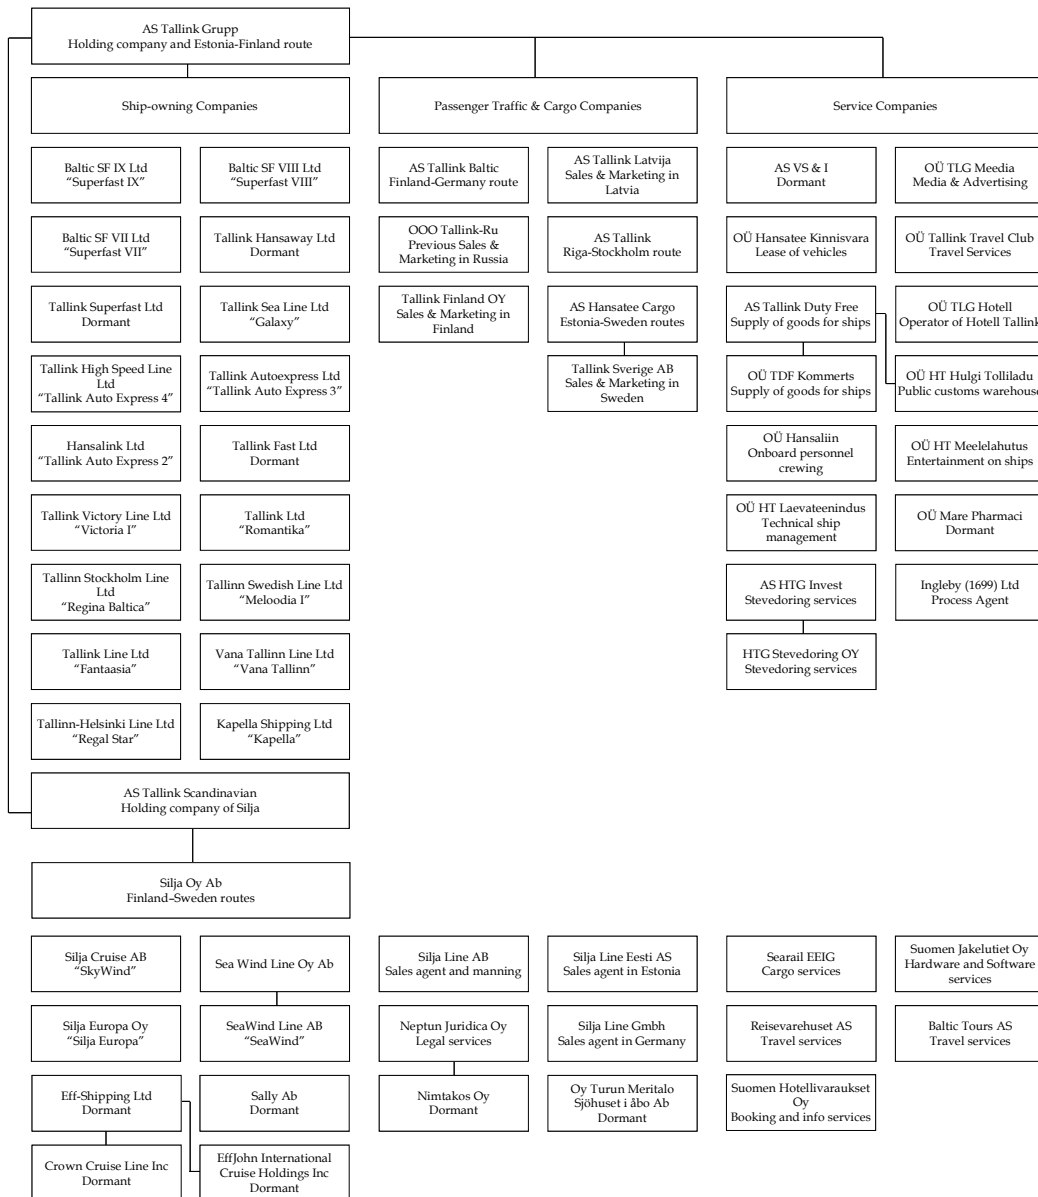 AS Tallink Grupp
Holding company and Estonia-Finland route
Ship-owning Companies
Passenger Traffic & Cargo Companies
Service Companies
Baltic SF IX Ltd
“Superfast IX”
Baltic SF VIII Ltd
“Superfast VIII”
AS Tallink Baltic
Finland-Germany route
AS Tallink Latvija
Sales & Marketing in
Latvia
AS VS & I
Dormant
OÜ TLG Meedia
Media & Advertising
Baltic SF VII Ltd
“Superfast VII”
Tallink Hansaway Ltd
Dormant
OOO Tallink-Ru
Previous Sales &
Marketing in Russia
AS Tallink
Riga-Stockholm route
OÜ Hansatee Kinnisvara
Lease of vehicles
OÜ Tallink Travel Club
Travel Services
Tallink Superfast Ltd
Dormant
Tallink Sea Line Ltd
“Galaxy”
Tallink Finland OY
Sales & Marketing in
Finland
AS Hansatee Cargo
Estonia-Sweden routes
AS Tallink Duty Free
Supply of goods for ships
OÜ TLG Hotell
Operator of Hotell Tallink
Tallink High Speed Line
Ltd
“Tallink Auto Express 4”
Tallink Autoexpress Ltd
“Tallink Auto Express 3”
Tallink Sverige AB
Sales & Marketing in
Sweden
OÜ TDF Kommerts
Supply of goods for ships
OÜ HT Hulgi Tolliladu
Public customs warehouse
Hansalink Ltd
“Tallink Auto Express 2”
Tallink Fast Ltd
Dormant
OÜ Hansaliin
Onboard personnel
crewing
OÜ HT Meelelahutus
Entertainment on ships
Tallink Victory Line Ltd
“Victoria I”
Tallink Ltd
“Romantika”
OÜ HT Laevateenindus
Technical ship
management
OÜ Mare Pharmaci
Dormant
Tallinn Stockholm Line
Ltd
“Regina Baltica”
Tallinn Swedish Line Ltd
“Meloodia I”
AS HTG Invest
Stevedoring services
Ingleby (1699) Ltd
Process Agent
Tallink Line Ltd
“Fantaasia”
Vana Tallinn Line Ltd
“Vana Tallinn”
HTG Stevedoring OY
Stevedoring services
Tallinn-Helsinki Line Ltd
“Regal Star”
Kapella Shipping Ltd
“Kapella”
AS Tallink Scandinavian
Holding company of Silja
Silja Oy Ab
Finland–Sweden routes
Silja Cruise AB
“SkyWind”
Sea Wind Line Oy Ab
Silja Line AB
Sales agent and manning
Silja Line Eesti AS
Sales agent in Estonia
Searail EEIG
Cargo services
Suomen Jakelutiet Oy
Hardware and Software
services
Silja Europa Oy
“Silja Europa”
SeaWind Line AB
“SeaWind”
Neptun Juridica Oy
Legal services
Silja Line Gmbh
Sales agent in Germany
Reisevarehuset AS
Travel services
Baltic Tours AS
Travel services
Eff-Shipping Ltd
Dormant
Sally Ab
Dormant
Nimtakos Oy
Dormant
Oy Turun Meritalo
Sjöhuset i åbo Ab
Dormant
Suomen Hotellivaraukset
Oy
Booking and info services
Crown Cruise Line Inc
Dormant
EffJohn International
Cruise Holdings Inc
Dormant